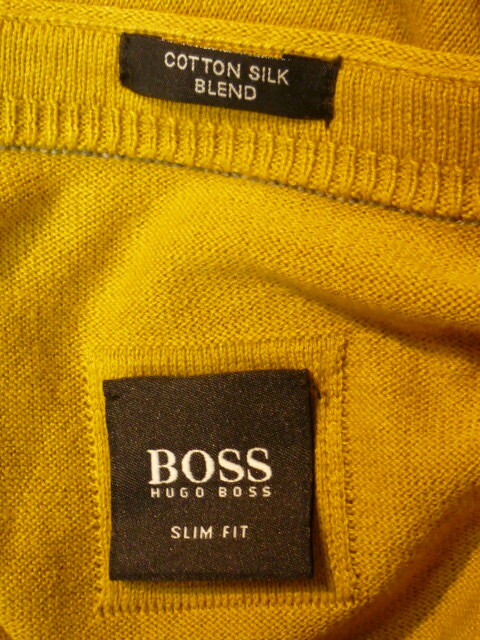 COTTON SILK
BLEND
BOSS
HUGO BOSS
SLIM FIT